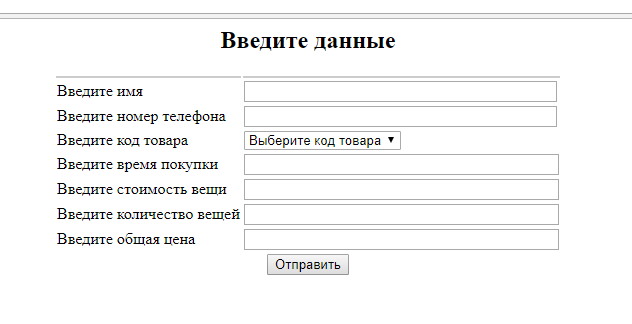 Введите данные
Введите имя
Введите номер телефона
Введите код товара Выберите код товара
Введите время покупки
Введите стоимость вещи
Введите количество вещей
Введите общая цена
Отправить